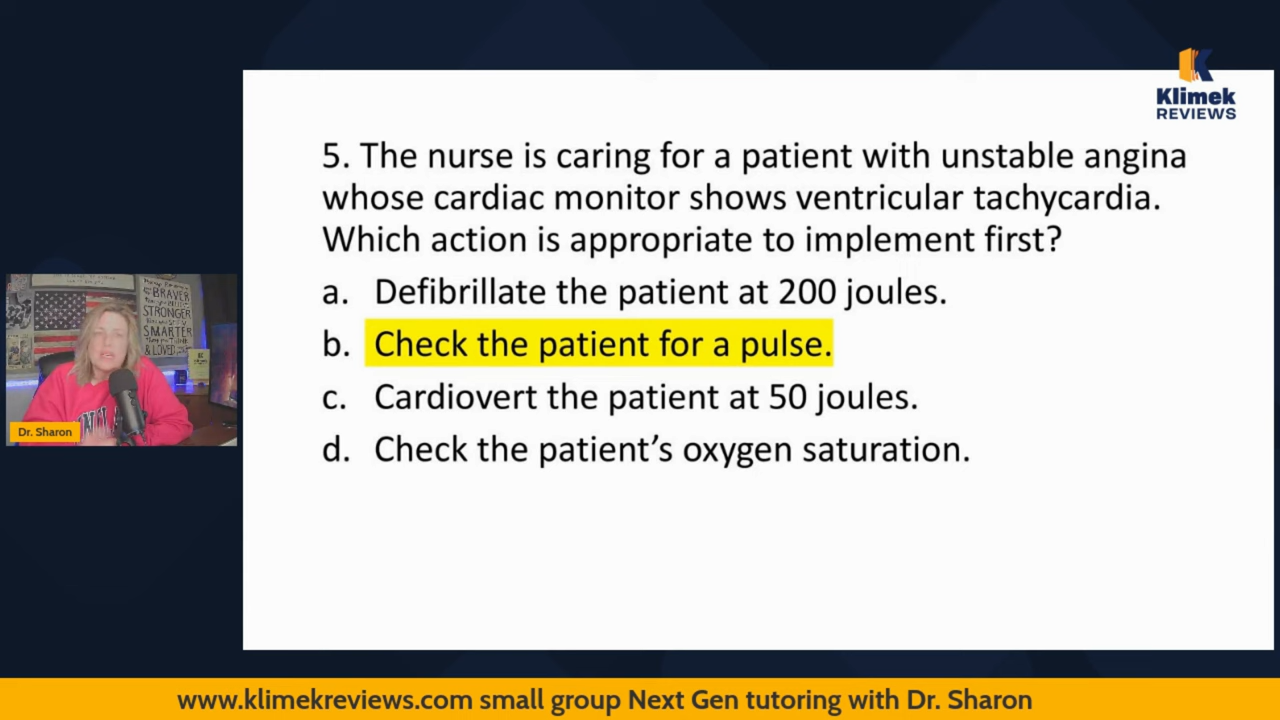 Klimek
REVIEWS
5. The nurse is caring for a patient with unstable angina
whose cardiac monitor shows ventricular tachycardia.
Which action is appropriate to implement first?
a. Defibrillate the patient at 200 joules.
b. Check the patient for a pulse.
c. Cardiovert the patient at 50 joules.
d. Check the patient’s oxygen saturation.
BRAVER
STRONGER
SMARTER
& LOVED
Dr. Sharon
www.klimekreviews.com small group Next Gen tutoring with Dr. Sharon